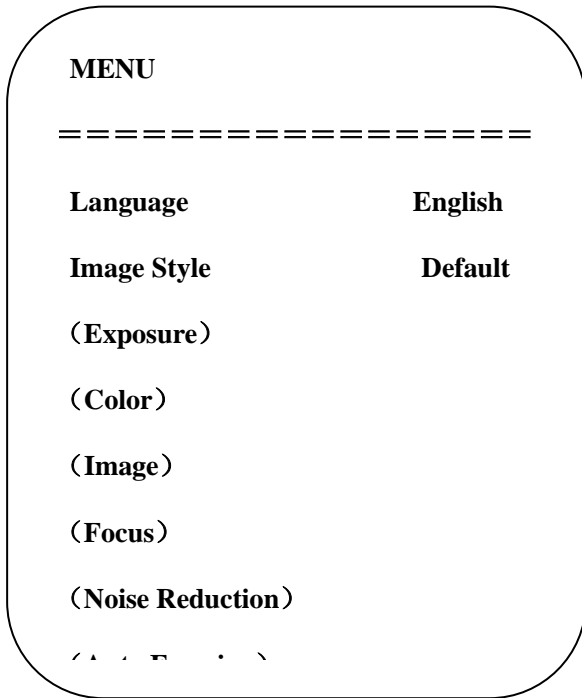 MENU
=================
Language English
Image Style Default
（Exposure）
（Color）
（Image）
（Focus）
（Noise Reduction）